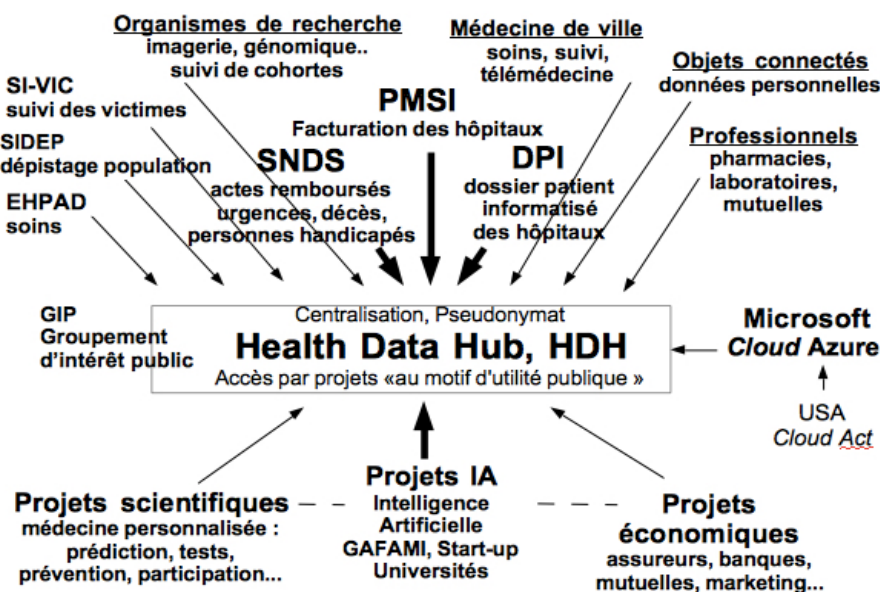 Organismes de recherche
imagerie, génomique..
suivi de cohortes
Médecine de ville
soins, suivi,
télémédecine
Objets connectés
données personnelles
SI-VIC
suivi des victimes
PMSI
Facturation des hôpitaux
Professionnels
pharmacies,
laboratoires,
mutuelles
SIDEP
dépistage population
SNDS
actes remboursés
urgences, décès,
personnes handicapés
DPI
dossier patient
informatisé
des hôpitaux
EHPAD
soins
GIP
Groupement
d'intérêt public
Centralisation, Pseudonymat
Health Data Hub, HDH
Accès par projets «au motif d'utilité publique »
Microsoft
Cloud Azure
USA
Cloud Act
Projets scientifiques
médecine personnalisée :
prédiction, tests,
prévention, participation...
Projets IA
Intelligence
Artificielle
GAFAMI, Start-up
Universités
Projets
économiques
assureurs, banques,
mutuelles, marketing...